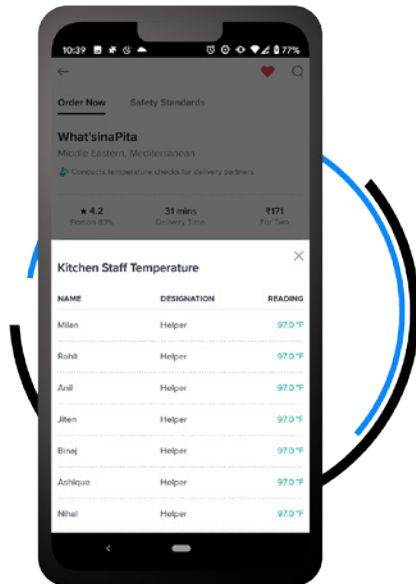 10:39 77%
Order Now Safety Standards
What'sinaPita
Middle Eastern, Mediterranean
Conducts temperature checks for delivery partners
★ 4.2 31 mins ₹171
Portion 83% Delivery Time For Two
Kitchen Staff Temperature
NAME DESIGNATION READING
Milan Helper 97.0 °F
Rohit Helper 97.0 °F
Anil Helper 97.0 °F
Jiten Helper 97.0 °F
Binaj Helper 97.0 °F
Ashique Helper 97.0 °F
Nihal Helper 97.0 °F